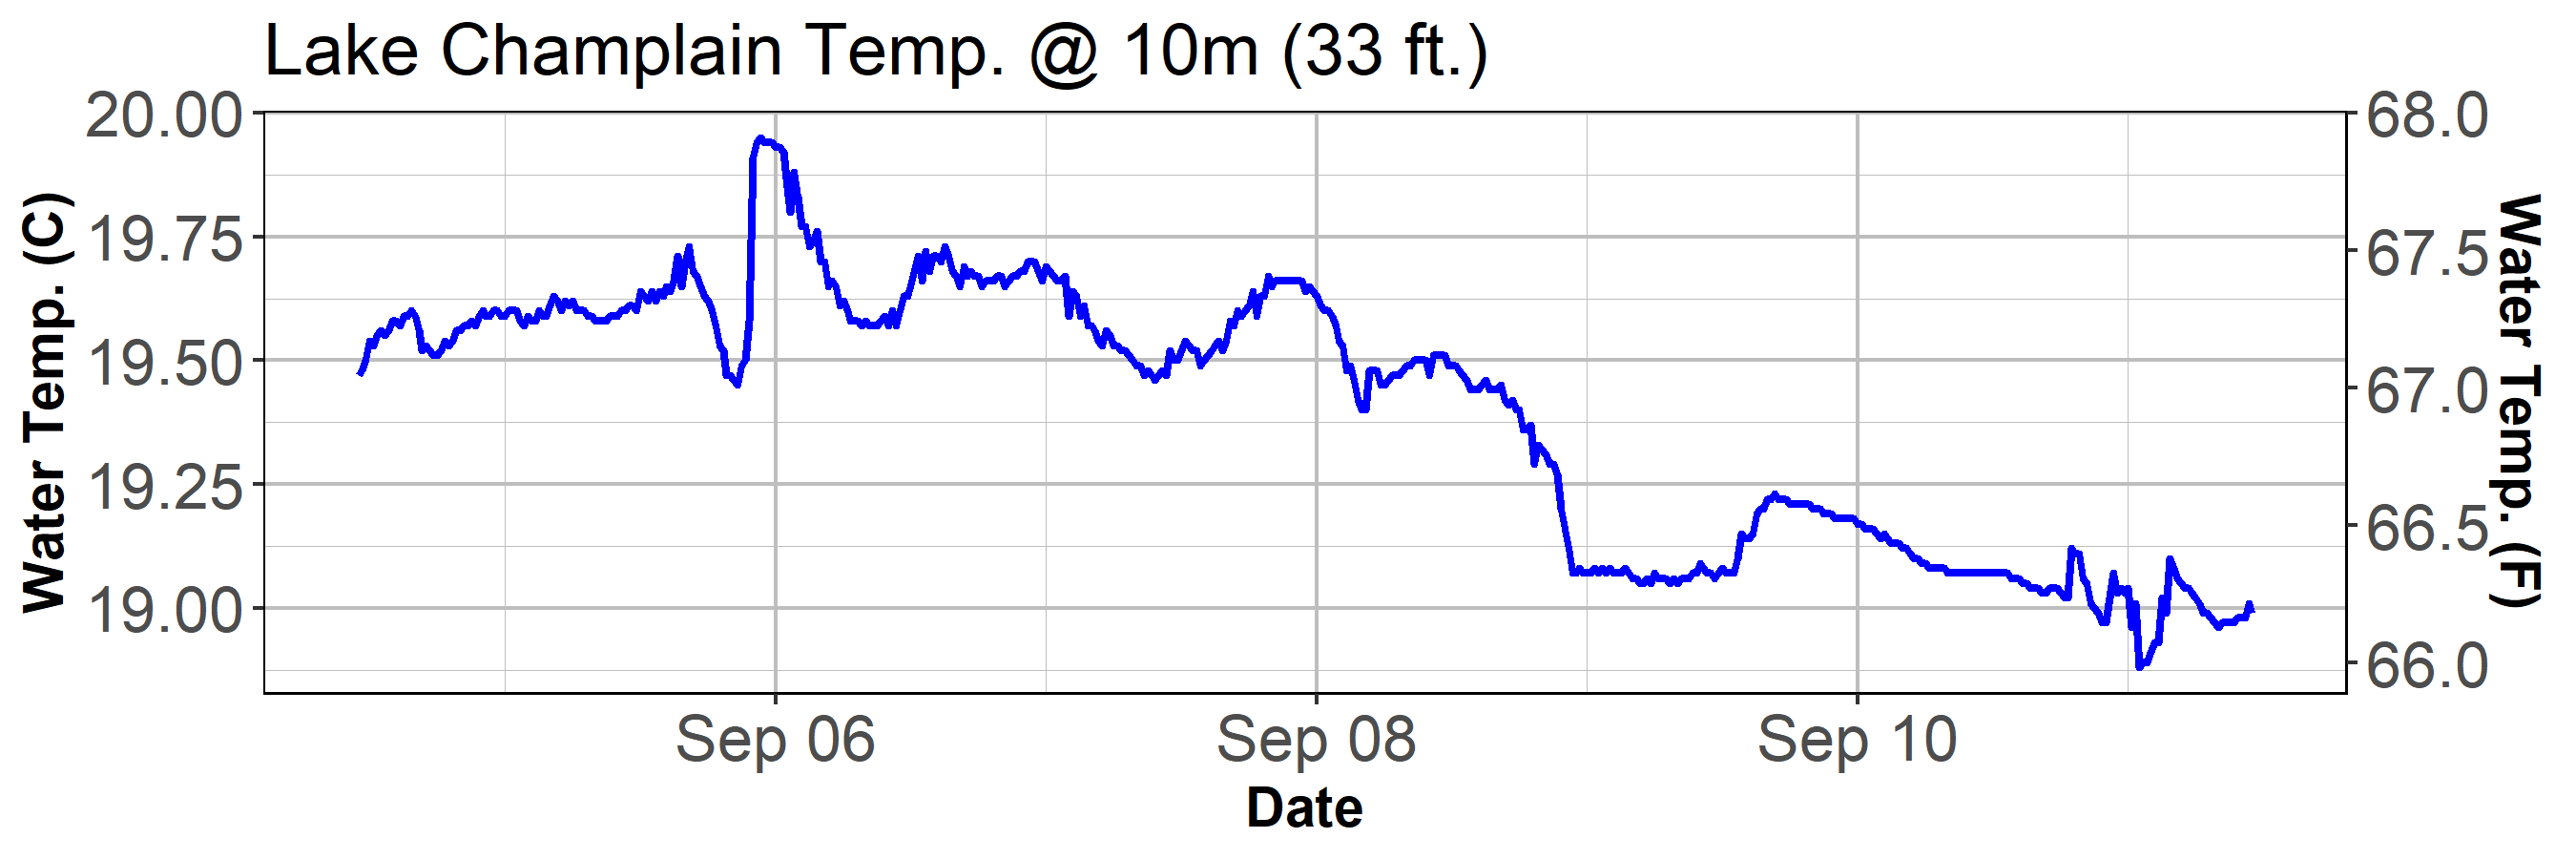 Lake Champlain Temp. @ 10m (33 ft.)
Water Temp. (C)
20.00
19.75
19.50
19.25
19.00
68.0
67.5
67.0
66.5
66.0
Water Temp. (F)
Sep 06 Sep 08 Sep 10
Date